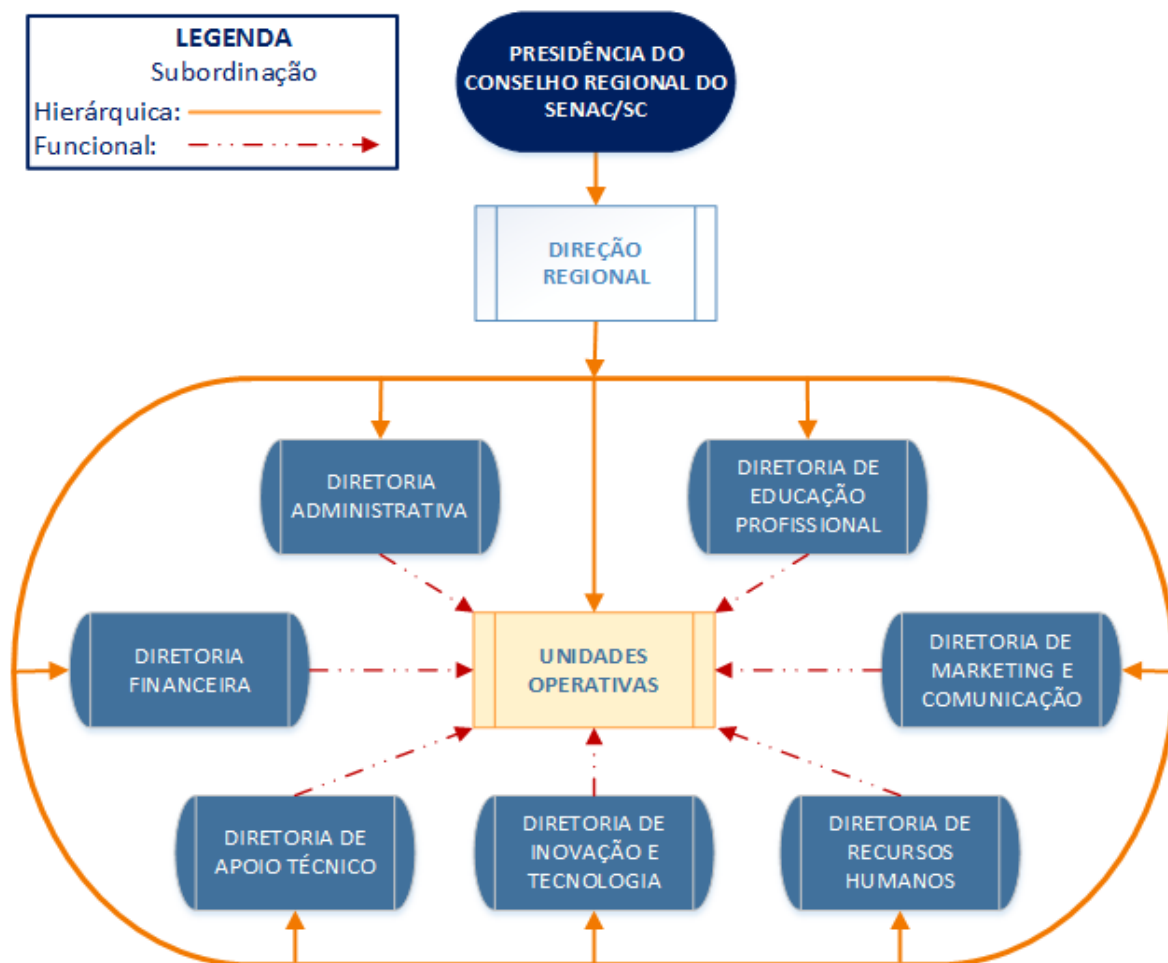 LEGENDA
Subordinação
Hierárquica:
Funcional:
PRESIDÊNCIA DO
CONSELHO REGIONAL DO
SENAC/SC
DIREÇÃO
REGIONAL
DIRETORIA
ADMINISTRATIVA
DIRETORIA DE
EDUCAÇÃO
PROFISSIONAL
DIRETORIA
FINANCEIRA
UNIDADES
OPERATIVAS
DIRETORIA DE
MARKETING E
COMUNICAÇÃO
DIRETORIA DE
APOIO TÉCNICO
DIRETORIA DE
INOVAÇÃO E
TECNOLOGIA
DIRETORIA DE
RECURSOS
HUMANOS